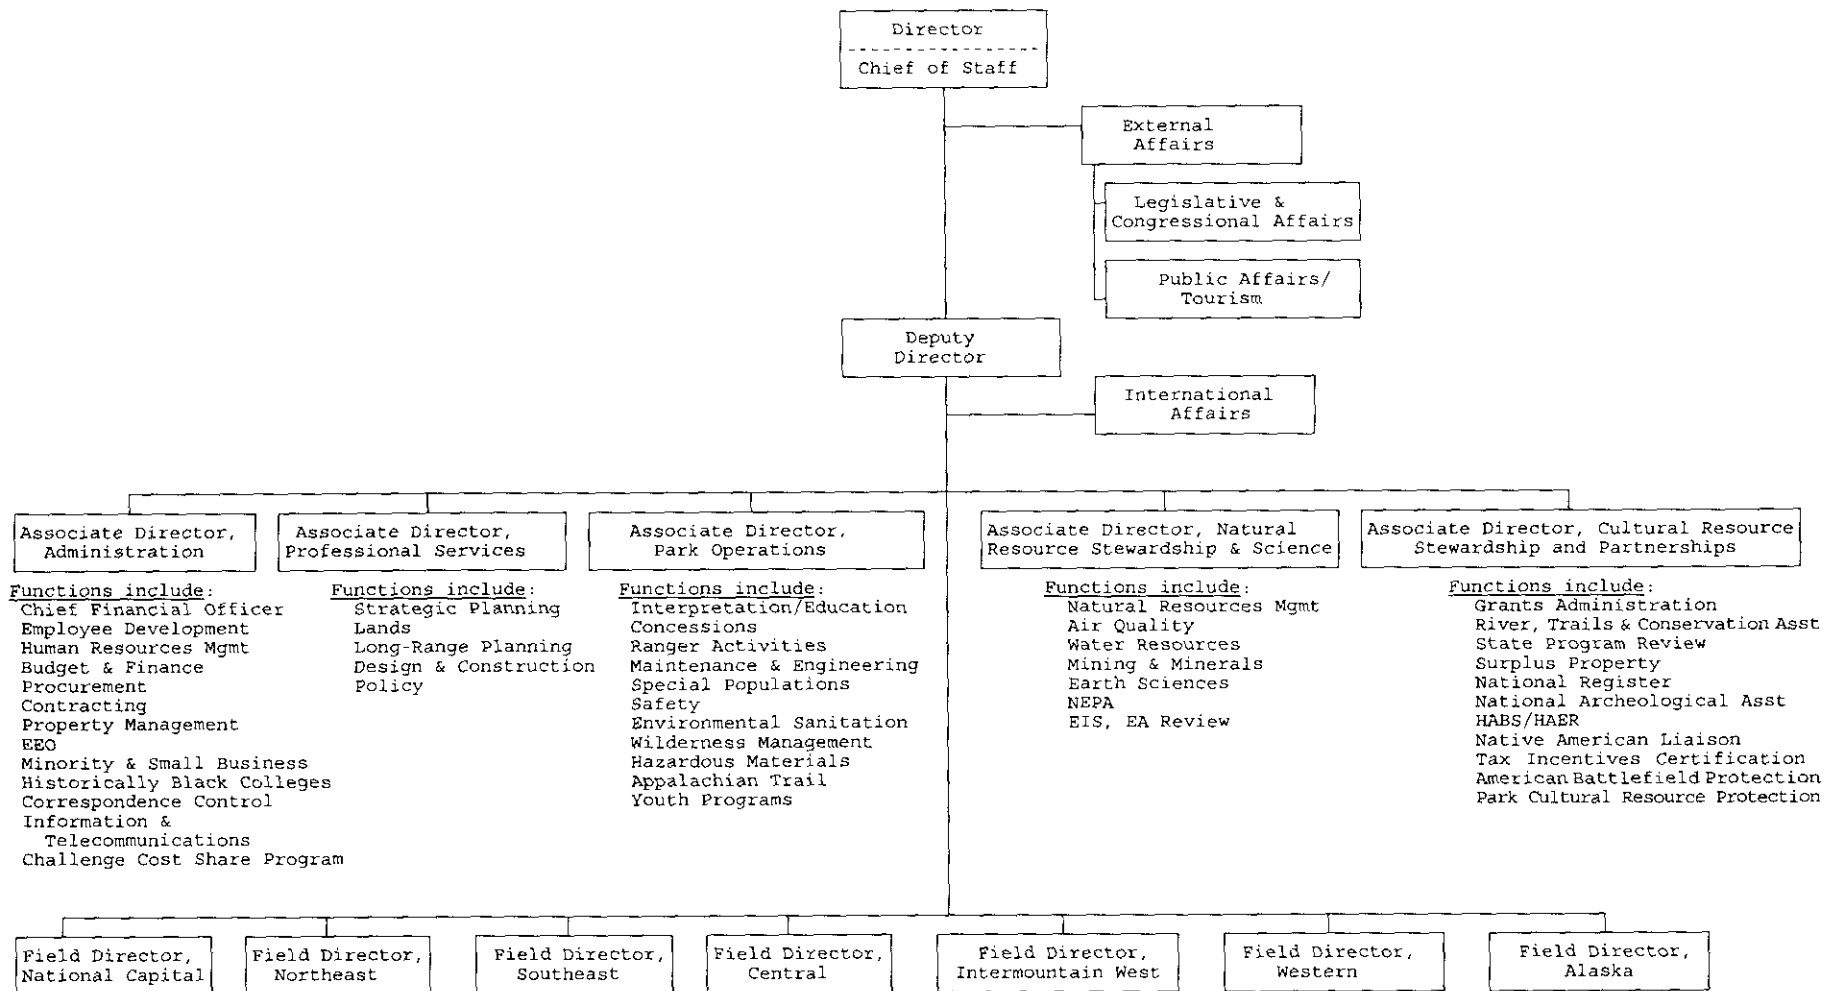 Director
Chief of Staff
External
Affairs
Legislative &
Congressional Affairs
Public Affairs/
Tourism
Deputy
Director
International
Affairs
Associate Director,
Administration
Functions include:
Chief Financial Officer
Employee Development
Human Resources Mgmt
Budget & Finance
Procurement
Contracting
Property Management
EEO
Minority & Small Business
Historically Black Colleges
Correspondence Control
Information &
Telecommunications
Challenge Cost Share Program
Associate Director,
Professional Services
Functions include:
Strategic Planning
Lands
Long-Range Planning
Design & Construction
Policy
Associate Director,
Park Operations
Functions include:
Interpretation/Education
Concessions
Ranger Activities
Maintenance & Engineering
Special Populations
Safety
Environmental Sanitation
Wilderness Management
Hazardous Materials
Appalachian Trail
Youth Programs
Associate Director, Natural
Resource Stewardship & Science
Functions include:
Natural Resources Mgmt
Air Quality
Water Resources
Mining & Minerals
Earth Sciences
NEPA
EIS, EA Review
Associate Director, Cultural Resource
Stewardship and Partnerships
Functions include:
Grants Administration
River, Trails & Conservation Asst
State Program Review
Surplus Property
National Register
National Archeological Asst
HABS/HAER
Native American Liaison
Tax Incentives Certification
American Battlefield Protection
Park Cultural Resource Protection
Field Director,
National Capital
Field Director,
Northeast
Field Director,
Southeast
Field Director,
Central
Field Director,
Intermountain West
Field Director,
Western
Field Director,
Alaska